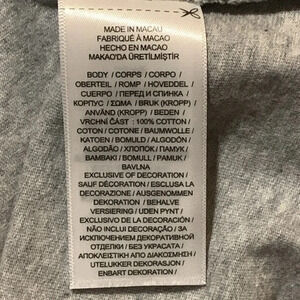 MADE IN MACAU
FABRIQUÉ À MACAO
HECHO EN MACAO
MAKAO'DA ÜRETİLMİŞTİR
BODY / CORPS / CORPO /
OBERTEIL / ROMP / HOVEDDEL /
CUERPO / ПЕРЕД И СПИНКА /
КОРПУС / ΣΩΜΑ / BRUK (KROPP) /
ANVÄND (KROPP) / BEDEN /
VRCHNÍ ČÁST : 100% COTTON /
COTON / COTONE / BAUMWOLLE /
KATOEN / BOMULD / ALGODÓN /
ALGODÃO / ХЛОПОК / ПАМУК /
ΒΑΜΒΑΚΙ / BOMULL / PAMUK /
BAVLNA
EXCLUSIVE OF DECORATION /
SAUF DÉCORATION / ESCLUSA LA
DECORAZIONE / AUSGENOMMEN
DEKORATION / BEHALVE
VERSIERING / UDEN PYNT /
EXCLUSIVO DE LA DECORACIÓN /
NÃO INCLUI DECORAÇÃO / ЗА
ИСКЛЮЧЕНИЕМ ДЕКОРАТИВНОЙ
ОТДЕЛКИ / БЕЗ УКРАСАТА /
ΑΠΟΚΛΕΙΣΤΙΚΗ ΑΠΟ ΔΙΑΚΟΣΜΗΣΗ /
UTELUKKER DEKORASJON /
ENBART DEKORATION /